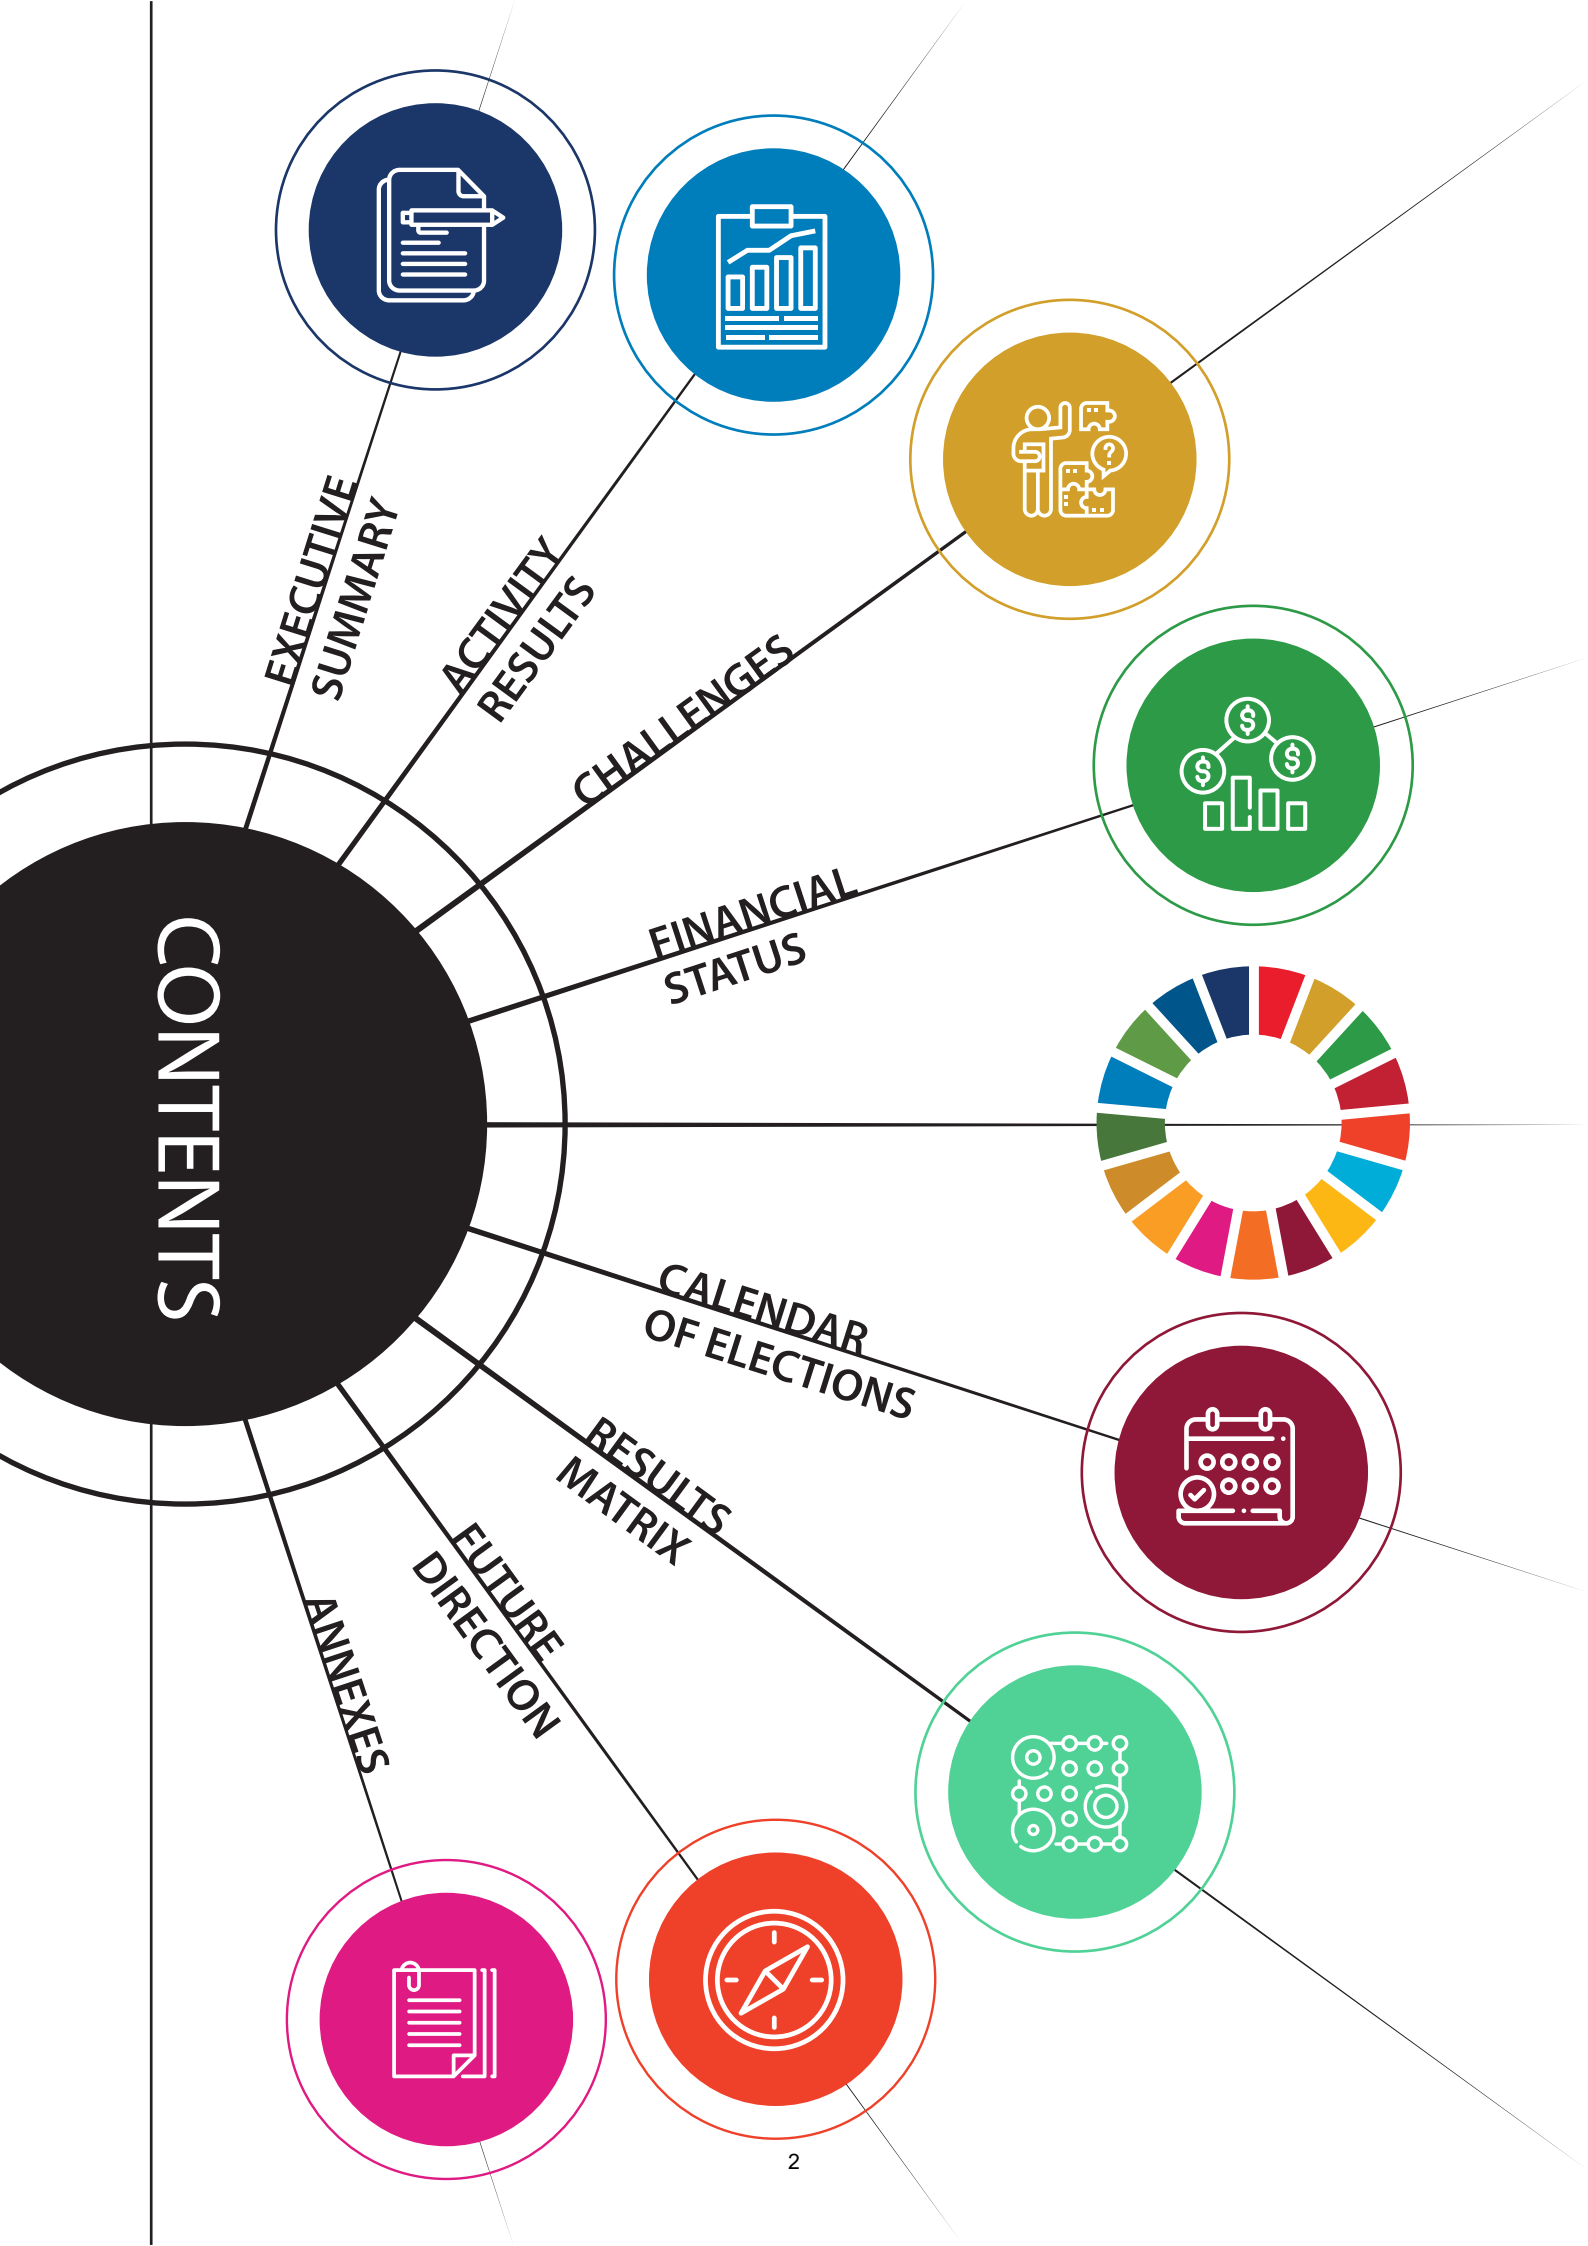 CONTENTS
EXECUTIVE
SUMMARY
ACTIVITY
RESULTS
CHALLENGES
?
FINANCIAL
STATUS
$
$
$
CALENDAR
OF ELECTIONS
RESULTS
MATRIX
FUTURE
DIRECTION
ANNEXES
2